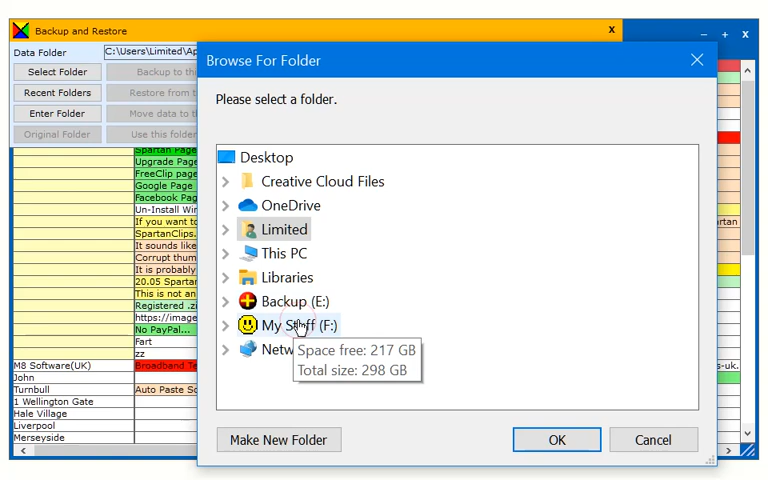 Backup and Restore
x
Data Folder C:\Users\Limited\Ap
Select Folder Backup to thi
Recent Folders Restore from t
Enter Folder Move data to th
Original Folder Use this folder
Browse For Folder
Please select a folder.
Desktop
Creative Cloud Files
OneDrive
Limited
This PC
Libraries
Backup (E:)
My Stuff (F:)
Netw
Space free: 217 GB
Total size: 298 GB
Make New Folder
OK
Cancel
Spartan Page
Upgrade Page
FreeClip page
Google Page
Facebook Pag
Un-Install Win
If you want to
SpartanClips.
It sounds like
Corrupt thum
It is probably
20.05 Spartan
This is not an
Registered .zi
https://image
No PayPal...
Fart
zz
M8 Software(UK) Broadband Te
John
Turnbull Auto Paste Sc
1 Wellington Gate
Hale Village
Liverpool
Merseyside
rtan
s-uk.